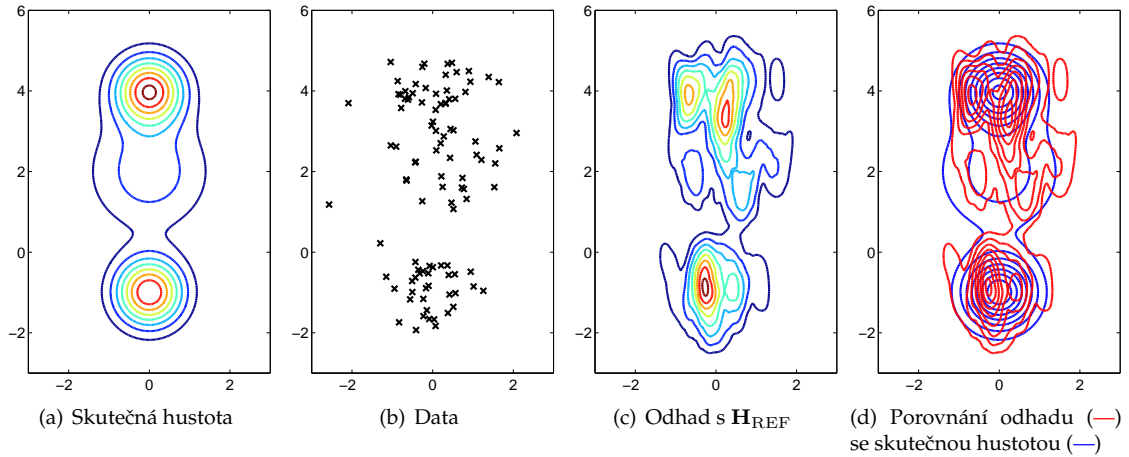 6
4
2
0
−2
−2 0 2
(a) Skutečná hustota
6
4
2
0
−2
−2 0 2
(b) Data
6
4
2
0
−2
−2 0 2
(c) Odhad s H_REF
6
4
2
0
−2
−2 0 2
(d) Porovnání odhadu (—)
se skutečnou hustotou (—)